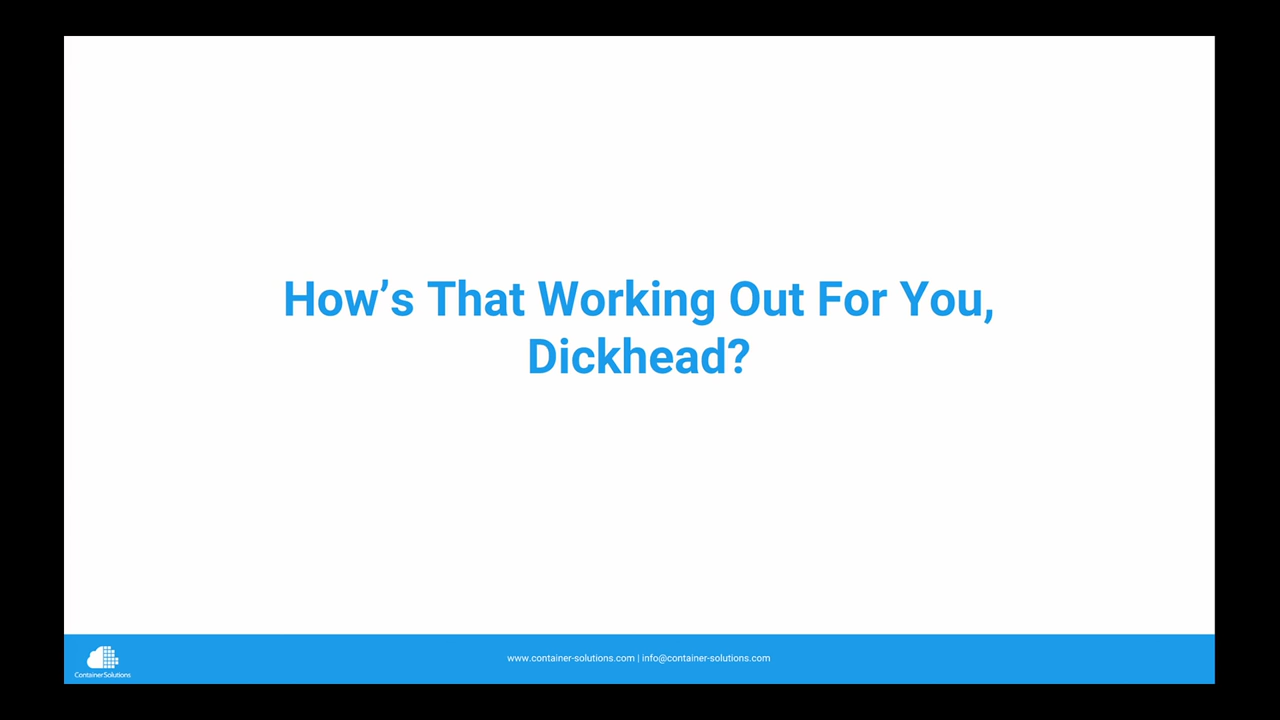 How's That Working Out For You,
Dickhead?
ContainerSolutions
www.container-solutions.com | info@container-solutions.com